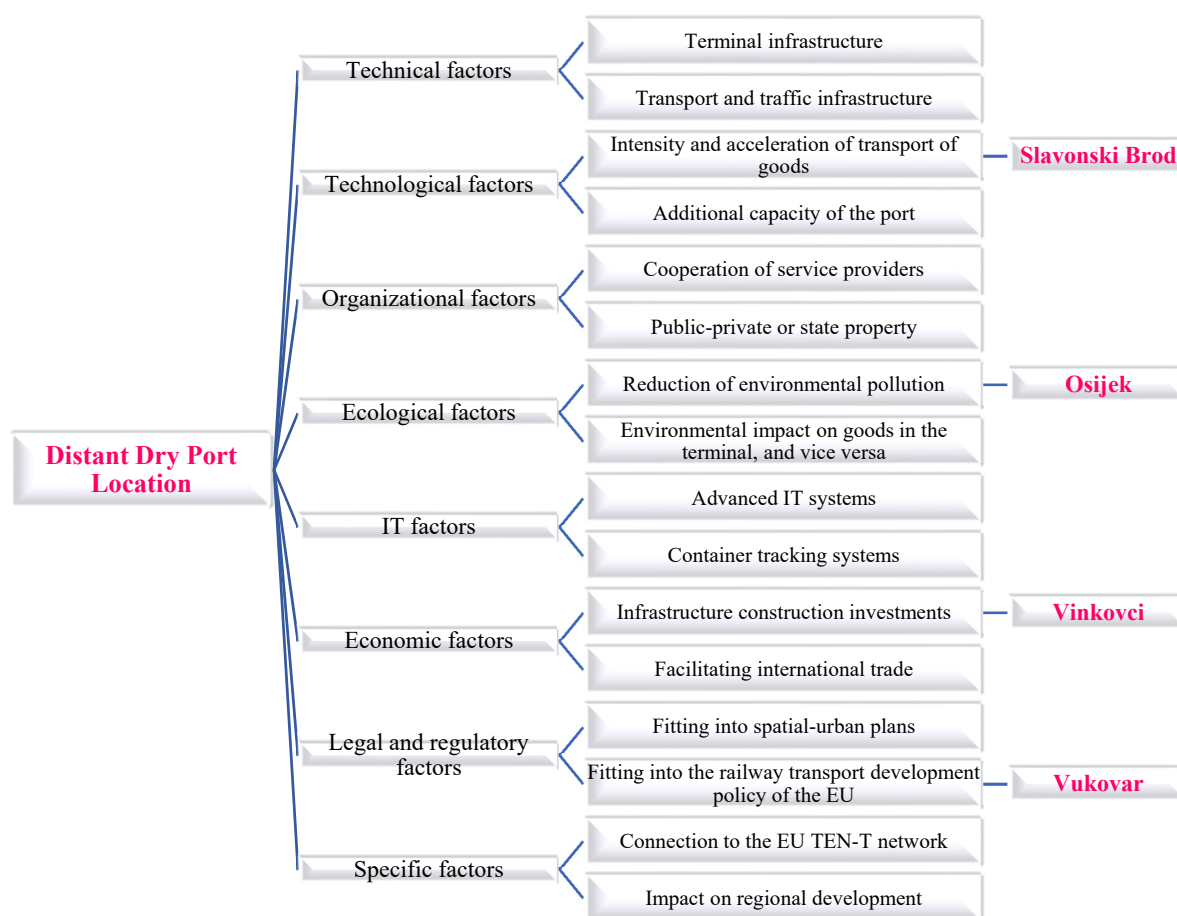 Distant Dry Port
Location
Technical factors
Terminal infrastructure
Transport and traffic infrastructure
Technological factors
Intensity and acceleration of transport of
goods
Slavonski Brod
Additional capacity of the port
Organizational factors
Cooperation of service providers
Public-private or state property
Ecological factors
Reduction of environmental pollution
Osijek
Environmental impact on goods in the
terminal, and vice versa
IT factors
Advanced IT systems
Container tracking systems
Economic factors
Infrastructure construction investments
Vinkovci
Facilitating international trade
Legal and regulatory
factors
Fitting into spatial-urban plans
Fitting into the railway transport development
policy of the EU
Vukovar
Specific factors
Connection to the EU TEN-T network
Impact on regional development